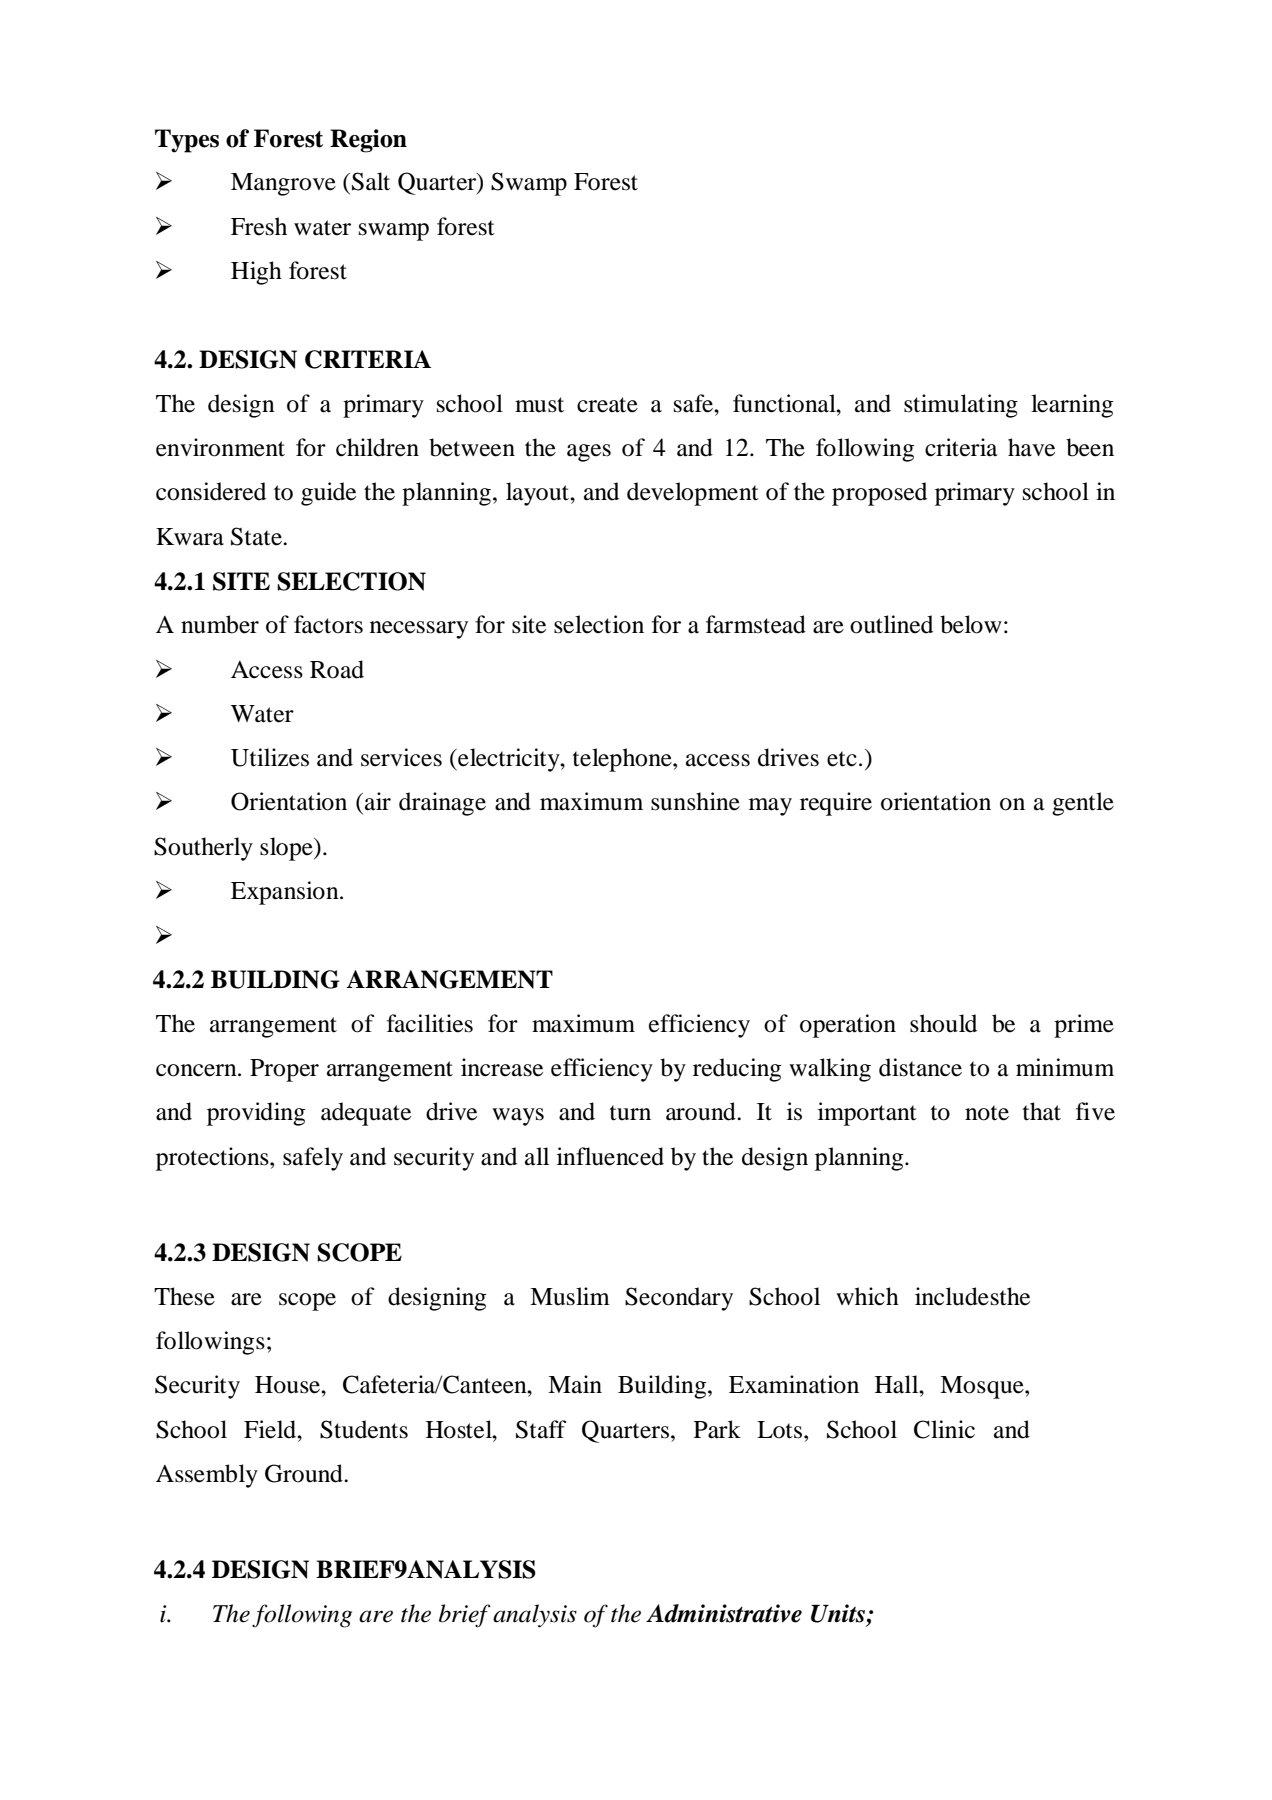 Types of Forest Region
➢ Mangrove (Salt Quarter) Swamp Forest
➢ Fresh water swamp forest
➢ High forest
4.2. DESIGN CRITERIA
The design of a primary school must create a safe, functional, and stimulating learning
environment for children between the ages of 4 and 12. The following criteria have been
considered to guide the planning, layout, and development of the proposed primary school in
Kwara State.
4.2.1 SITE SELECTION
A number of factors necessary for site selection for a farmstead are outlined below:
➢ Access Road
➢ Water
➢ Utilizes and services (electricity, telephone, access drives etc.)
➢ Orientation (air drainage and maximum sunshine may require orientation on a gentle
Southerly slope).
➢ Expansion.
➢
4.2.2 BUILDING ARRANGEMENT
The arrangement of facilities for maximum efficiency of operation should be a prime
concern. Proper arrangement increase efficiency by reducing walking distance to a minimum
and providing adequate drive ways and turn around. It is important to note that five
protections, safely and security and all influenced by the design planning.
4.2.3 DESIGN SCOPE
These are scope of designing a Muslim Secondary School which includesthe
followings;
Security House, Cafeteria/Canteen, Main Building, Examination Hall, Mosque,
School Field, Students Hostel, Staff Quarters, Park Lots, School Clinic and
Assembly Ground.
4.2.4 DESIGN BRIEF9ANALYSIS
i. The following are the brief analysis of the Administrative Units;